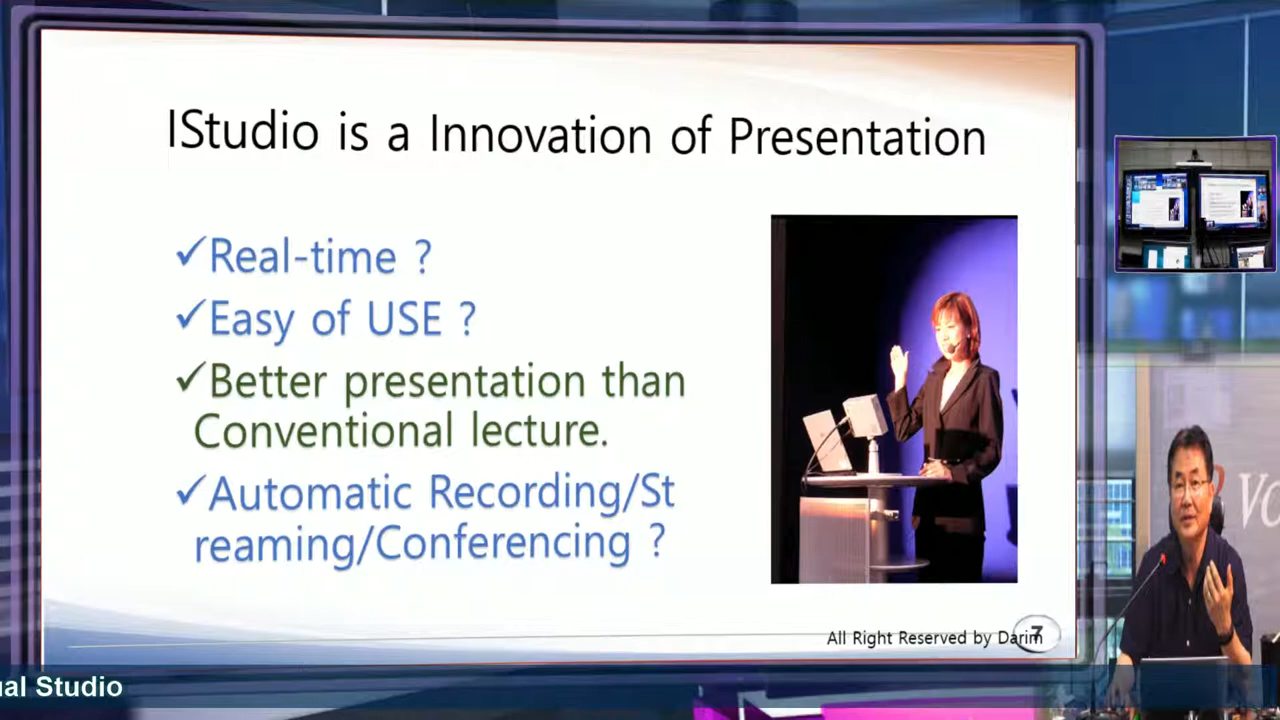 IStudio is a Innovation of Presentation
✓Real-time ?
✓Easy of USE ?
✓Better presentation than
Conventional lecture.
✓Automatic Recording/St
reaming/Conferencing ?
All Right Reserved by Darim
7
ual Studio